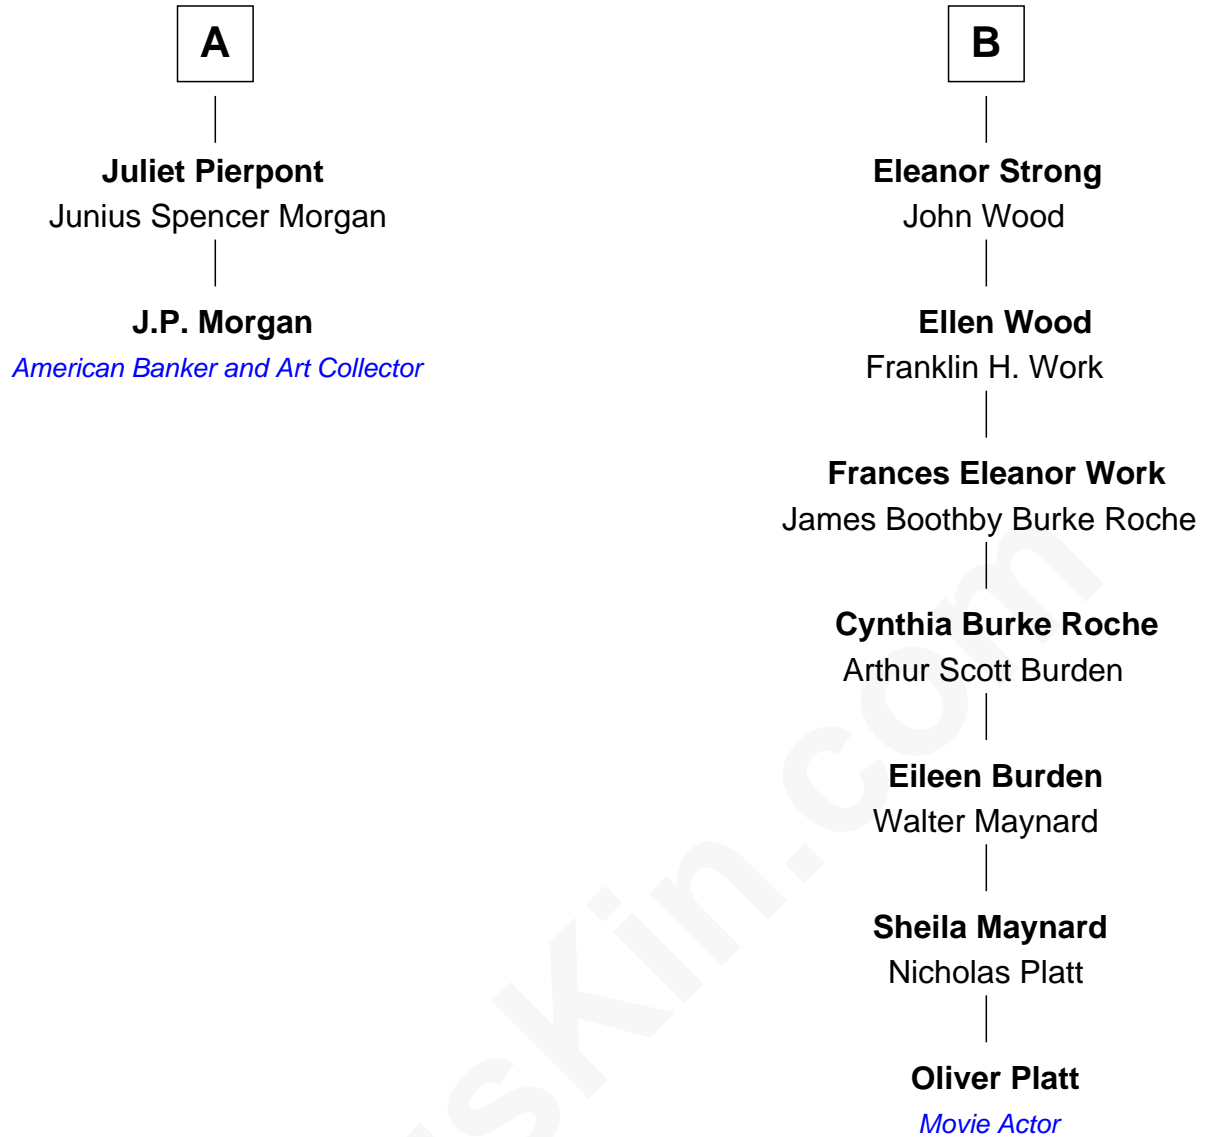 A
Juliet Pierpont
Junius Spencer Morgan
J.P. Morgan
American Banker and Art Collector
B
Eleanor Strong
John Wood
Ellen Wood
Franklin H. Work
Frances Eleanor Work
James Boothby Burke Roche
Cynthia Burke Roche
Arthur Scott Burden
Eileen Burden
Walter Maynard
Sheila Maynard
Nicholas Platt
Oliver Platt
Movie Actor
usKin.com